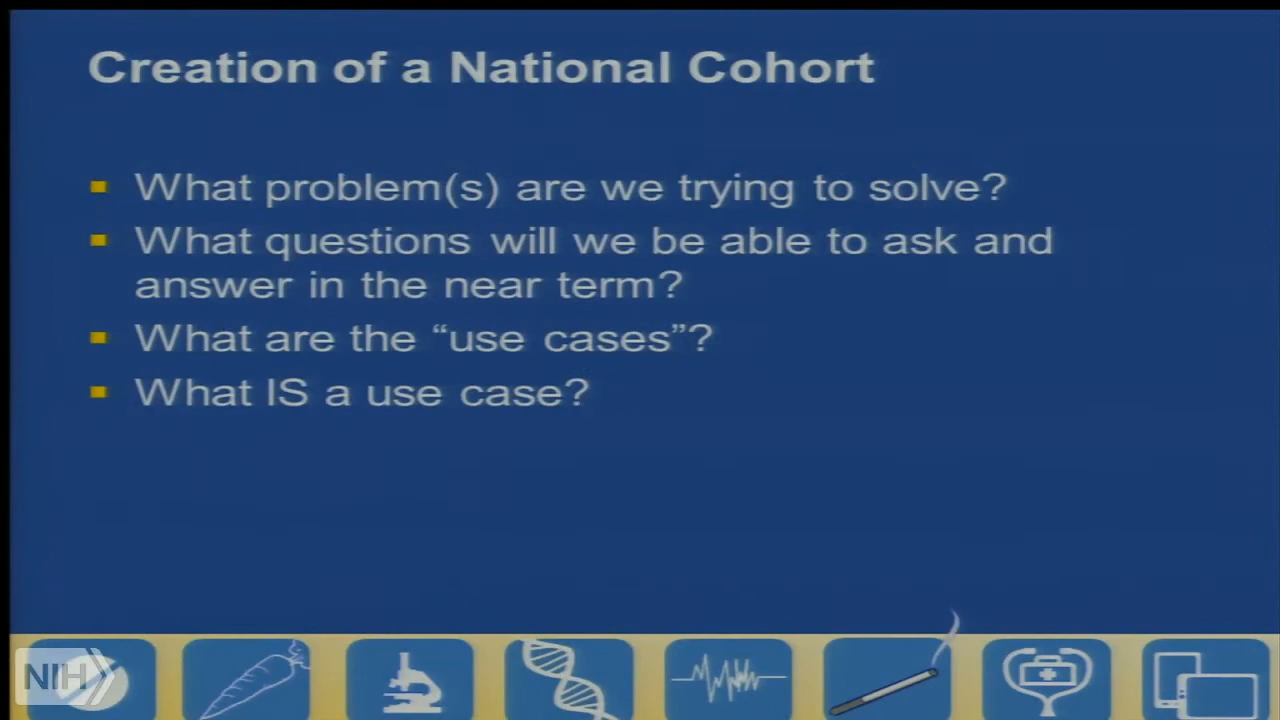 Creation of a National Cohort
What problem(s) are we trying to solve?
What questions will we be able to ask and
answer in the near term?
What are the “use cases”?
What IS a use case?
NIH